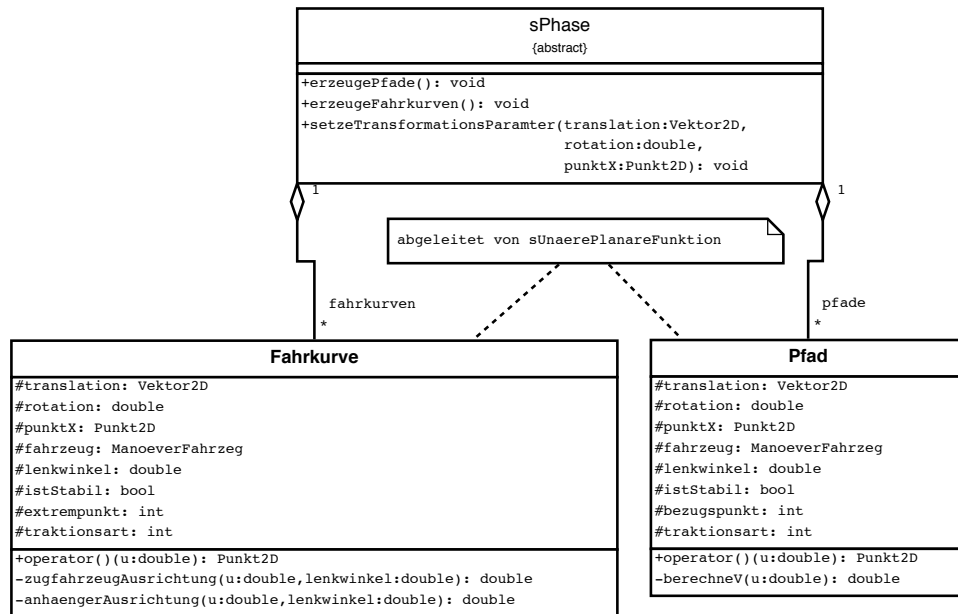 sPhase
{abstract}
+erzeugePfade(): void
+erzeugeFahrkurven(): void
+setzeTransformationsParamter(translation:Vektor2D,
rotation:double,
punktX:Punkt2D): void
1
1
abgeleitet von sUnaerePlanareFunktion
fahrkurven
*
pfade
*
Fahrkurve
#translation: Vektor2D
#rotation: double
#punktX: Punkt2D
#fahrzeug: ManoeverFahrzeg
#lenkwinkel: double
#istStabil: bool
#extrempunkt: int
#traktionsart: int
+operator()(u:double): Punkt2D
-zugfahrzeugAusrichtung(u:double,lenkwinkel:double): double
-anhaengerAusrichtung(u:double,lenkwinkel:double): double
Pfad
#translation: Vektor2D
#rotation: double
#punktX: Punkt2D
#fahrzeug: ManoeverFahrzeg
#lenkwinkel: double
#istStabil: bool
#bezugspunkt: int
#traktionsart: int
+operator()(u:double): Punkt2D
-berechneV(u:double): double